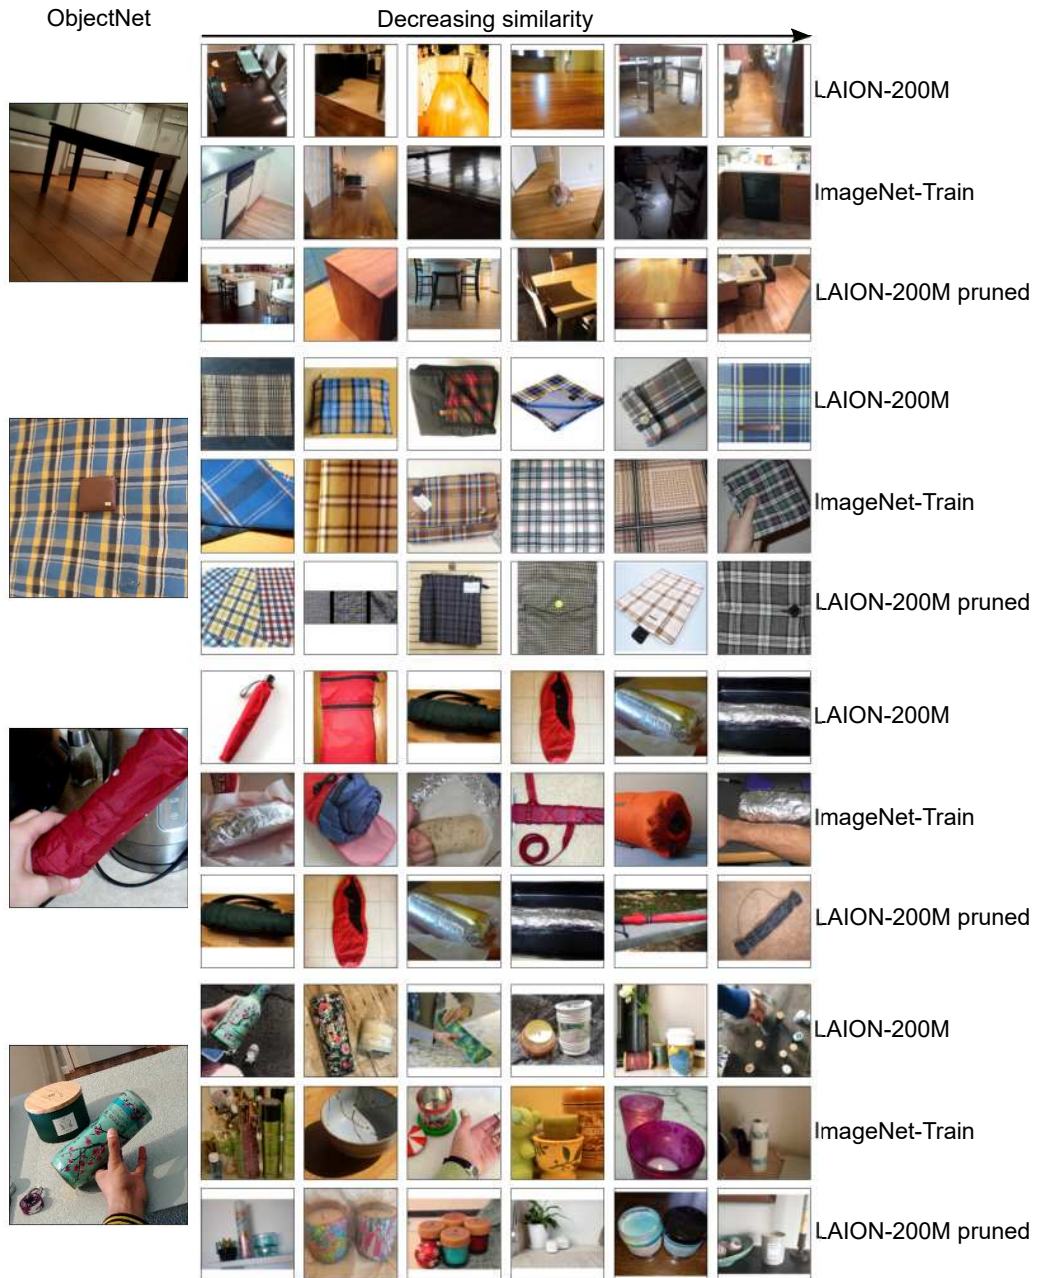 ObjectNet
Decreasing similarity
LAION-200M
ImageNet-Train
LAION-200M pruned
LAION-200M
ImageNet-Train
LAION-200M pruned
LAION-200M
ImageNet-Train
LAION-200M pruned
LAION-200M
ImageNet-Train
LAION-200M pruned